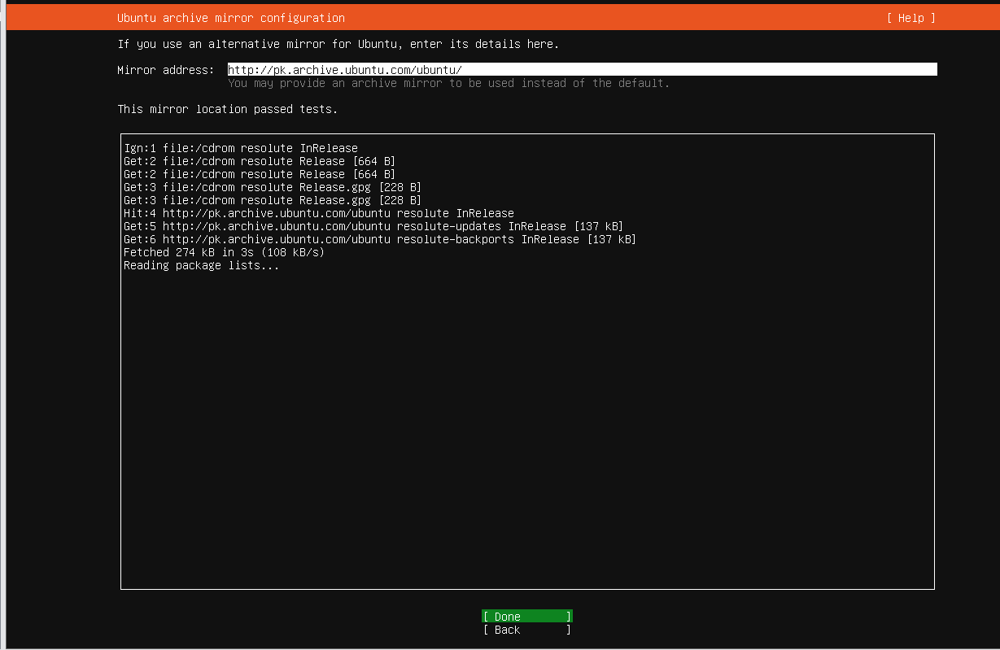 Ubuntu archive mirror configuration [ Help ]
If you use an alternative mirror for Ubuntu, enter its details here.
Mirror address: http://pk.archive.ubuntu.com/ubuntu/
You may provide an archive mirror to be used instead of the default.
This mirror location passed tests.
Ign:1 file:/cdrom resolute InRelease
Get:2 file:/cdrom resolute Release [664 B]
Get:2 file:/cdrom resolute Release [664 B]
Get:3 file:/cdrom resolute Release.gpg [228 B]
Get:3 file:/cdrom resolute Release.gpg [228 B]
Hit:4 http://pk.archive.ubuntu.com/ubuntu resolute InRelease
Get:5 http://pk.archive.ubuntu.com/ubuntu resolute-updates InRelease [137 kB]
Get:6 http://pk.archive.ubuntu.com/ubuntu resolute-backports InRelease [137 kB]
Fetched 274 kB in 3s (108 kB/s)
Reading package lists...
[ Done ]
[ Back ]